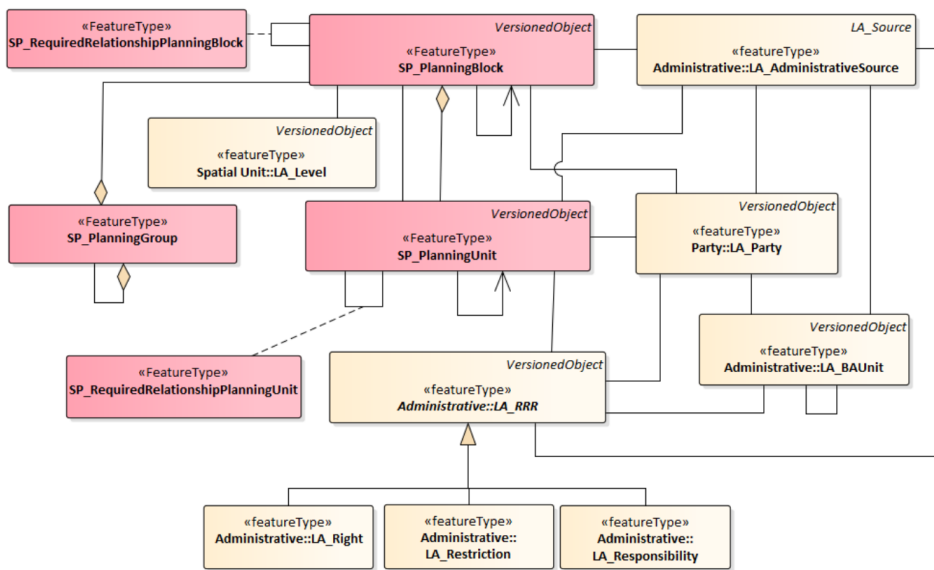 «FeatureType»
SP_RequiredRelationshipPlanningBlock
VersionedObject
«FeatureType»
SP_PlanningBlock
LA_Source
«featureType»
Administrative::LA_AdministrativeSource
VersionedObject
«featureType»
Spatial Unit::LA_Level
«FeatureType»
SP_PlanningGroup
VersionedObject
«FeatureType»
SP_PlanningUnit
VersionedObject
«featureType»
Party::LA_Party
VersionedObject
«featureType»
Administrative::LA_BAUnit
«FeatureType»
SP_RequiredRelationshipPlanningUnit
VersionedObject
«featureType»
Administrative::LA_RRR
«featureType»
Administrative::LA_Right
«featureType»
Administrative::
LA_Restriction
«featureType»
Administrative::
LA_Responsibility